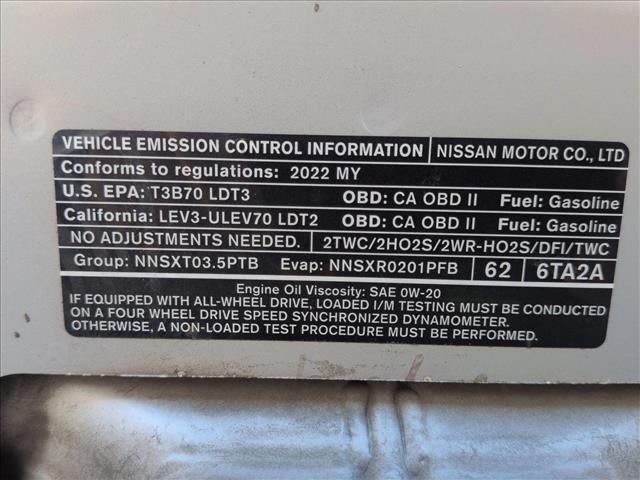 VEHICLE EMISSION CONTROL INFORMATION NISSAN MOTOR CO., LTD
Conforms to regulations: 2022 MY
U.S. EPA: T3B70 LDT3 OBD: CA OBD II Fuel: Gasoline
California: LEV3-ULEV70 LDT2 OBD: CA OBD II Fuel: Gasoline
NO ADJUSTMENTS NEEDED. 2TWC/2HO2S/2WR-HO2S/DFI/TWC
Group: NNSXT03.5PTB Evap: NNSXR0201PFB 62 6TA2A
Engine Oil Viscosity: SAE 0W-20
IF EQUIPPED WITH ALL-WHEEL DRIVE, LOADED I/M TESTING MUST BE CONDUCTED
ON A FOUR WHEEL DRIVE SPEED SYNCHRONIZED DYNAMOMETER.
OTHERWISE, A NON-LOADED TEST PROCEDURE MUST BE PERFORMED.